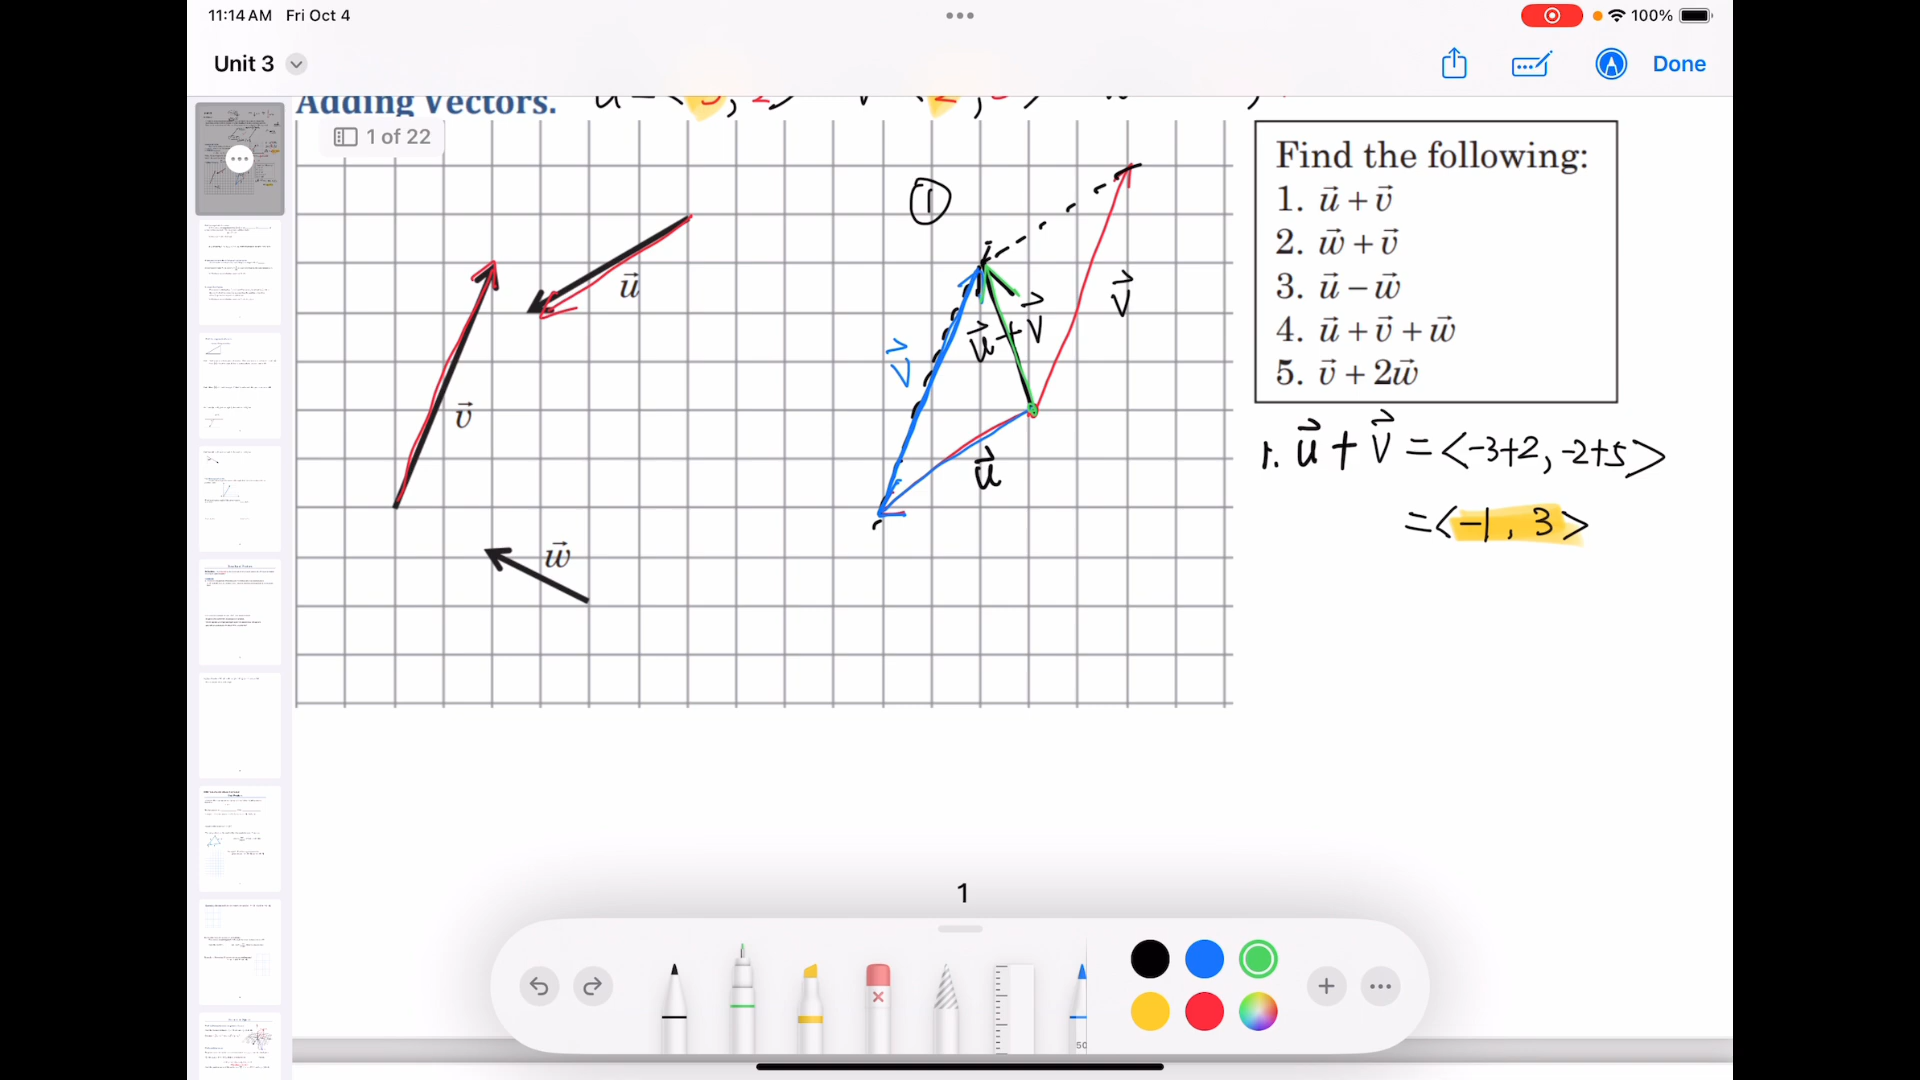 11:14 AM Fri Oct 4
100%
Unit 3
Done
Adding Vectors.
1 of 22
Find the following:
1. u⃗ + v⃗
2. w⃗ + v⃗
3. u⃗ − w⃗
4. u⃗ + v⃗ + w⃗
5. v⃗ + 2w⃗
①
u⃗
v⃗
v⃗
v⃗
u⃗ + v⃗
u⃗
w⃗
1. u⃗ + v⃗ = <-3+2, -2+5>
= <-1, 3>
1
50